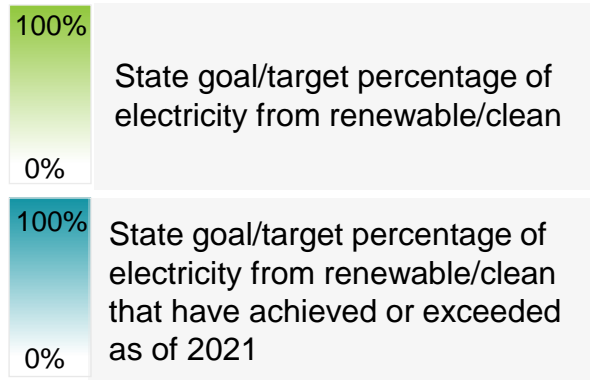 100%
State goal/target percentage of
electricity from renewable/clean
0%
100%
State goal/target percentage of
electricity from renewable/clean
that have achieved or exceeded
as of 2021
0%